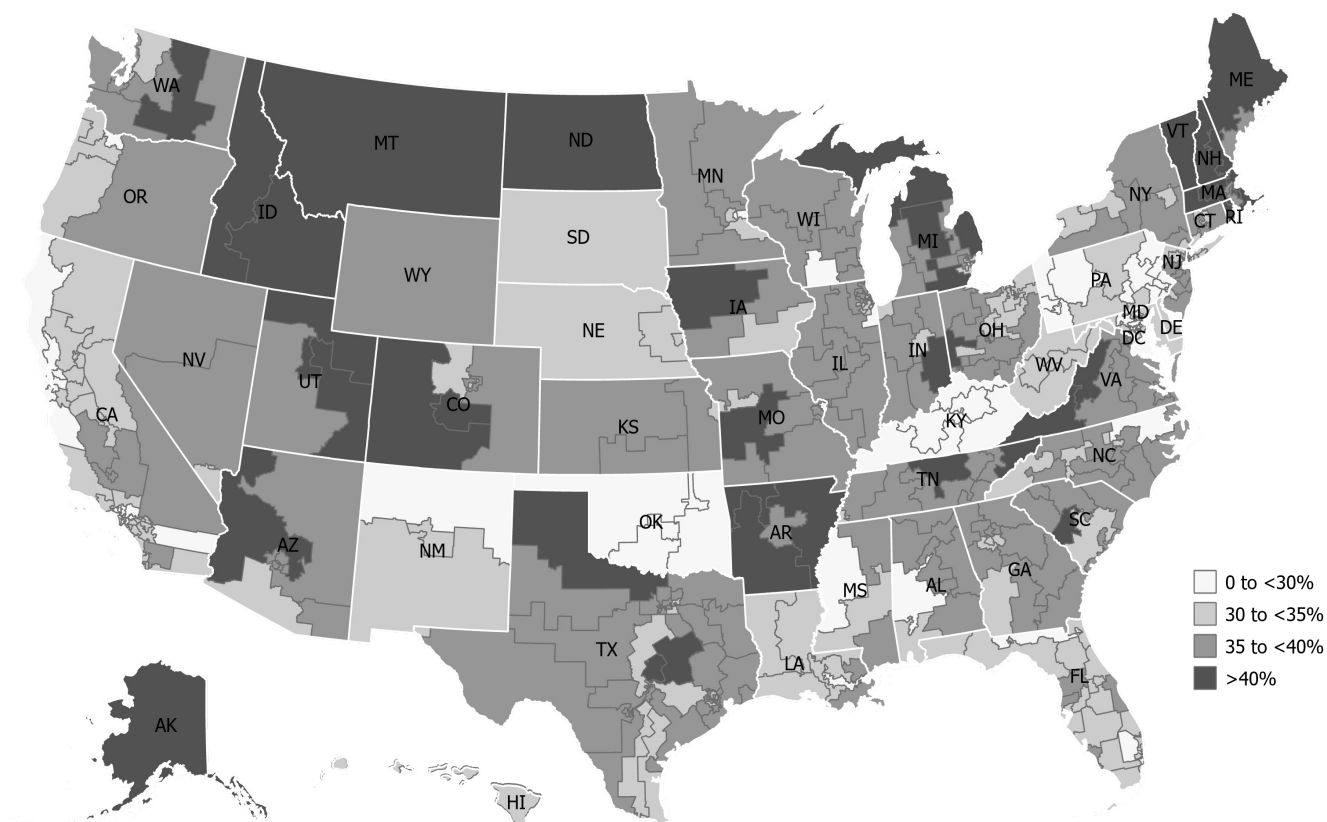 ME
WA
VT
MT
ND
NH
MN
MA
OR
NY
ID
WI
CT
RI
SD
MI
WY
NJ
PA
IA
MD
NE
OH
DE
DC
NV
IN
IL
WV
UT
VA
CO
CA
MO
KY
KS
NC
TN
OK
SC
AR
AZ
NM
GA
0 to <30%
AL
MS
30 to <35%
35 to <40%
TX
LA
FL
>40%
AK
HI